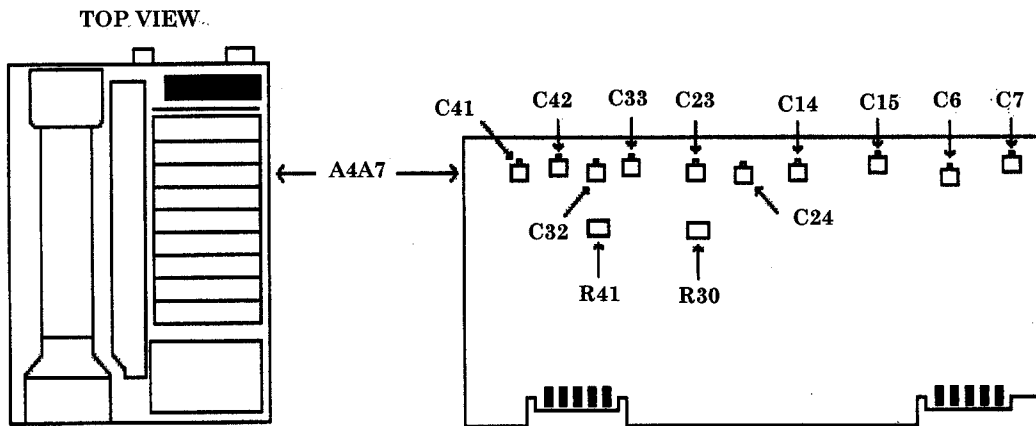 TOP VIEW
C41 C42 C33 C23 C14 C15 C6 C7
A4A7
C32 C24
R41 R30